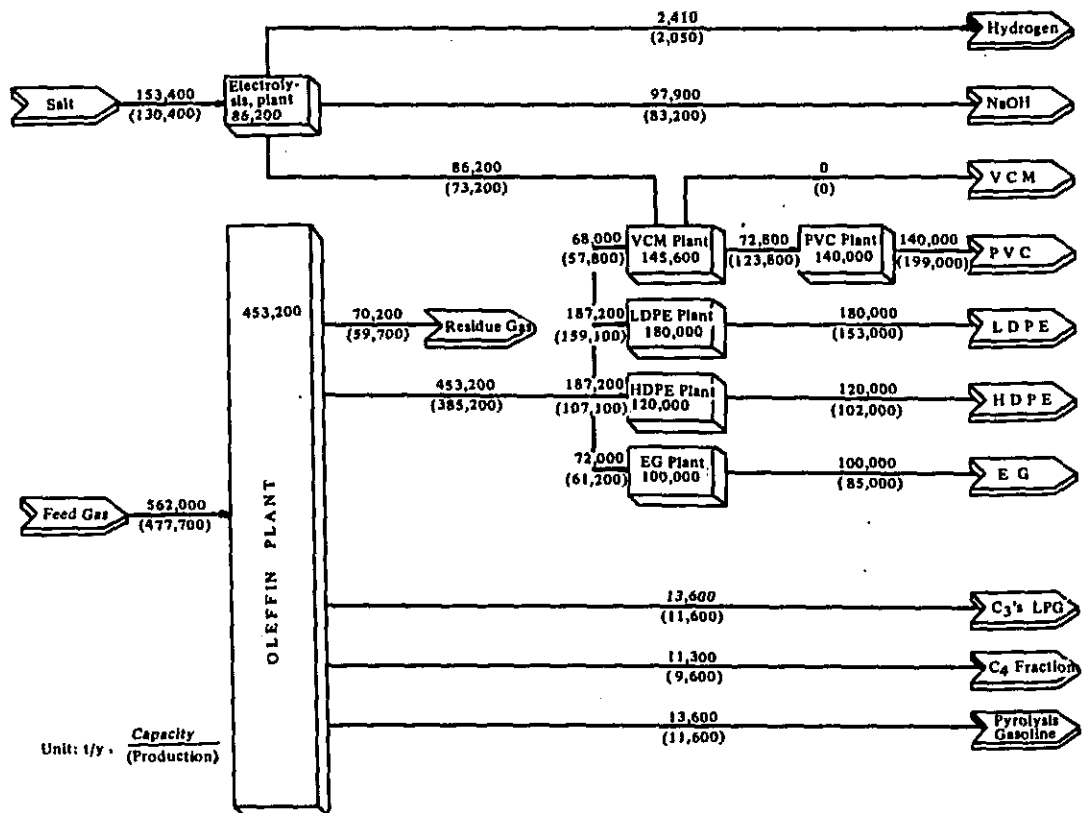 2,410
(2,050)
Hydrogen
Salt
153,400
(130,400)
Electroly-
sis, plant
86,200
97,900
(83,200)
NaOH
86,200
(73,200)
0
(0)
VCM
68,000
(57,800)
VCM Plant
145,600
72,800
(123,800)
PVC Plant
140,000
140,000
(199,000)
PVC
453,200
70,200
(59,700)
Residue Gas
187,200
(159,100)
LDPE Plant
180,000
180,000
(153,000)
LDPE
453,200
(385,200)
187,200
(107,100)
HDPE Plant
120,000
120,000
(102,000)
HDPE
72,000
(61,200)
EG Plant
100,000
100,000
(85,000)
EG
Feed Gas
562,000
(477,700)
OLEFFIN PLANT
13,600
(11,600)
C3's LPG
11,300
(9,600)
C4 Fraction
13,600
(11,600)
Pyrolysis
Gasoline
Unit: t/y. Capacity
(Production)